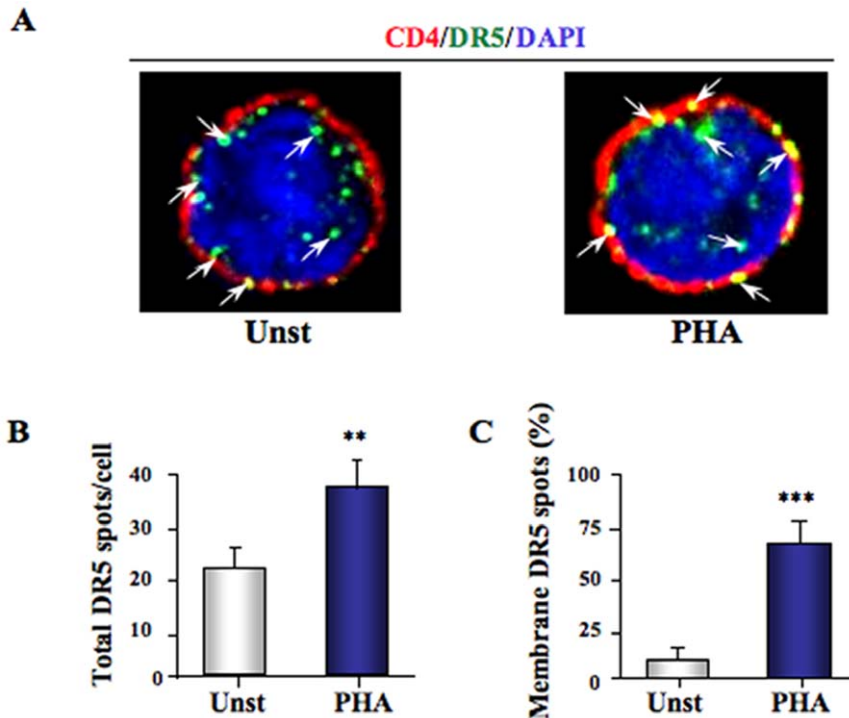 A
CD4/DR5/DAPI
Unst
PHA
B
Total DR5 spots/cell
40
30
20
10
0
**
Unst
PHA
C
Membrane DR5 spots (%)
100
75
50
25
0
***
Unst
PHA